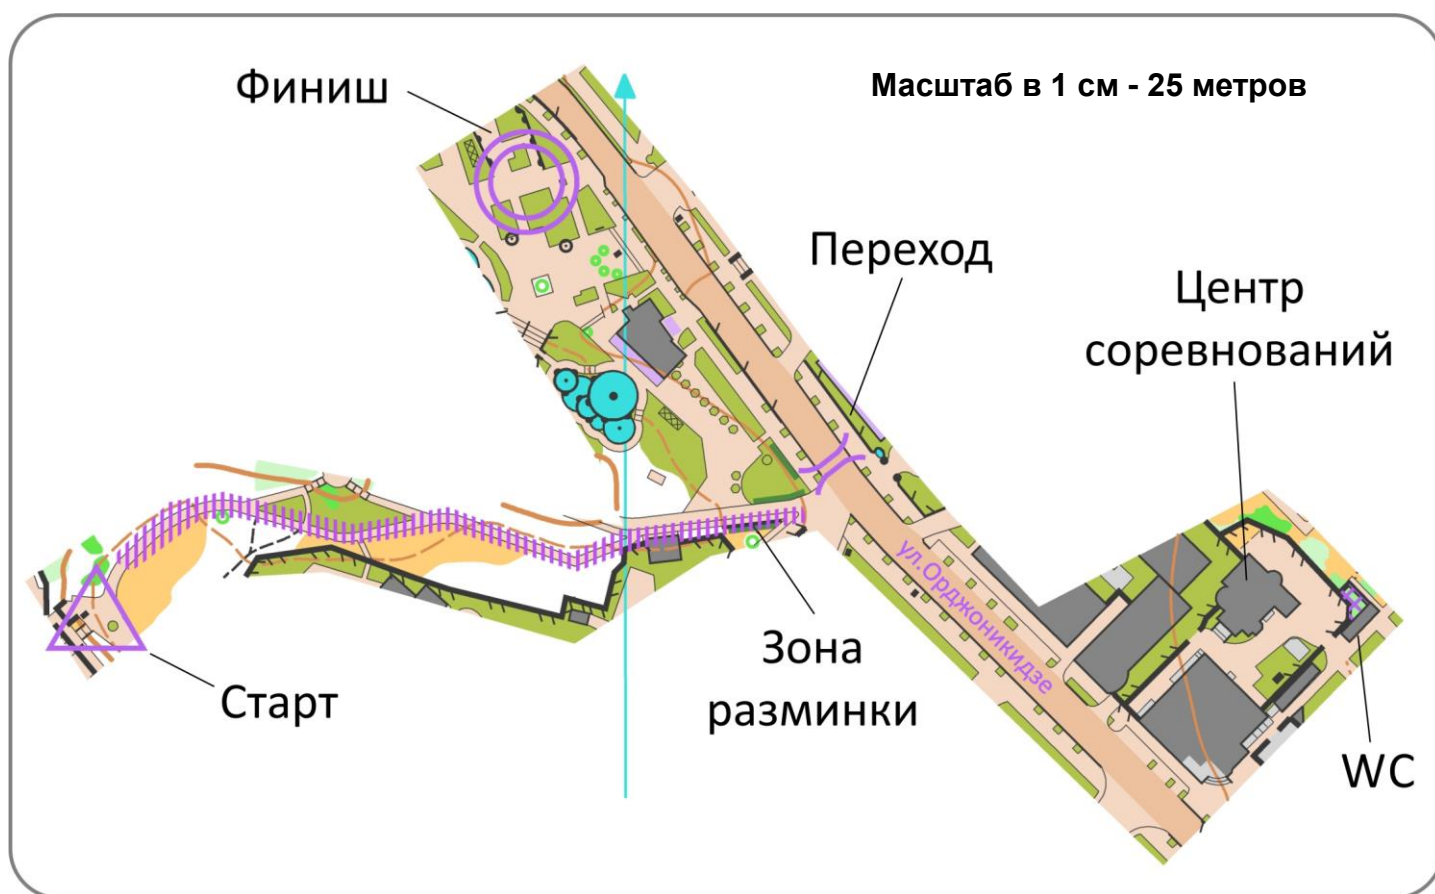 Масштаб в 1 см - 25 метров
Финиш
Переход
Центр
соревнований
ул.Орджоникидзе
Зона
разминки
Старт
WC